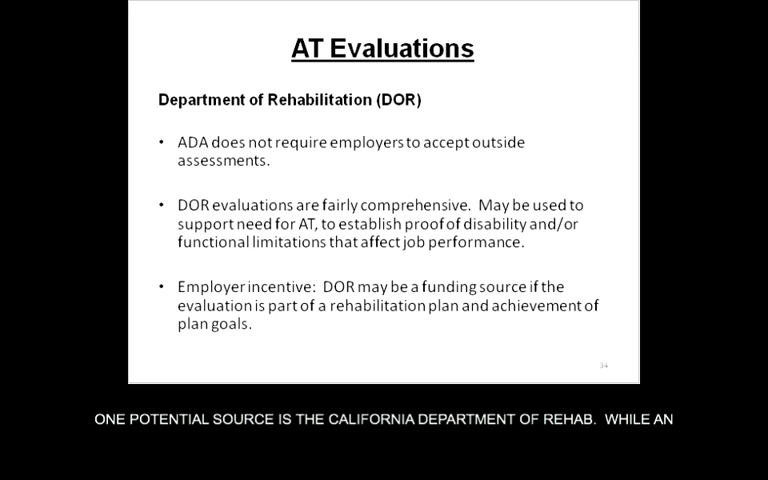 AT Evaluations
Department of Rehabilitation (DOR)
• ADA does not require employers to accept outside
assessments.
• DOR evaluations are fairly comprehensive.  May be used to
support need for AT, to establish proof of disability and/or
functional limitations that affect job performance.
• Employer incentive:  DOR may be a funding source if the
evaluation is part of a rehabilitation plan and achievement of
plan goals.
34
ONE POTENTIAL SOURCE IS THE CALIFORNIA DEPARTMENT OF REHAB.  WHILE AN